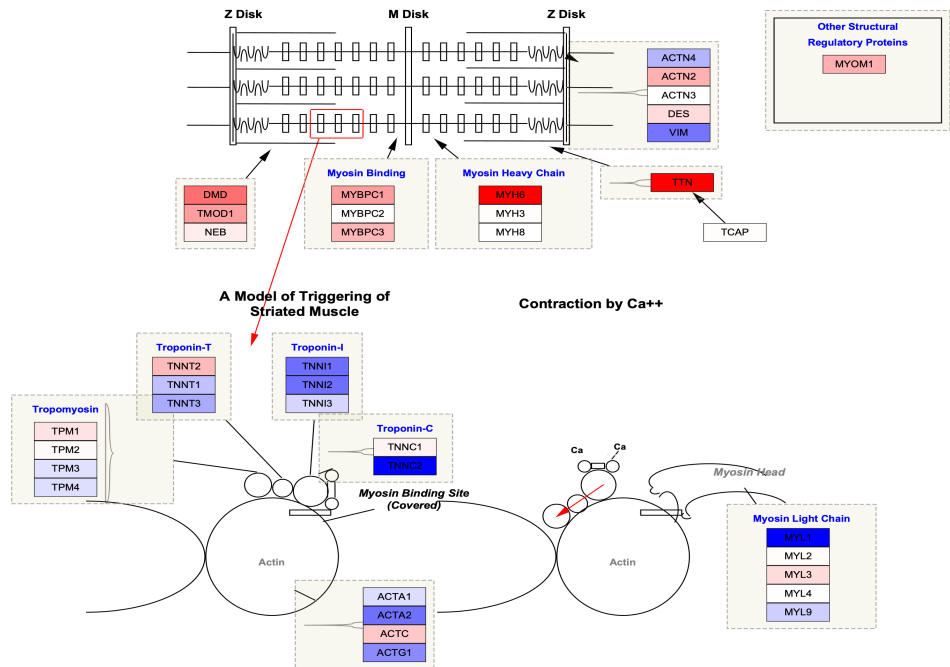 Z Disk
M Disk
Z Disk
Other Structural
Regulatory Proteins
MYOM1
ACTN4
ACTN2
ACTN3
DES
VIM
Myosin Binding
MYBPC1
MYBPC2
MYBPC3
Myosin Heavy Chain
MYH6
MYH3
MYH8
TTN
TCAP
DMD
TMOD1
NEB
A Model of Triggering of
Striated Muscle
Contraction by Ca++
Troponin-T
TNNT2
TNNT1
TNNT3
Troponin-I
TNNI1
TNNI2
TNNI3
Tropomyosin
TPM1
TPM2
TPM3
TPM4
Troponin-C
TNNC1
TNNC2
Myosin Binding Site
(Covered)
Ca
Ca
Myosin Head
Actin
Actin
Myosin Light Chain
MYL1
MYL2
MYL3
MYL4
MYL9
ACTA1
ACTA2
ACTC
ACTG1